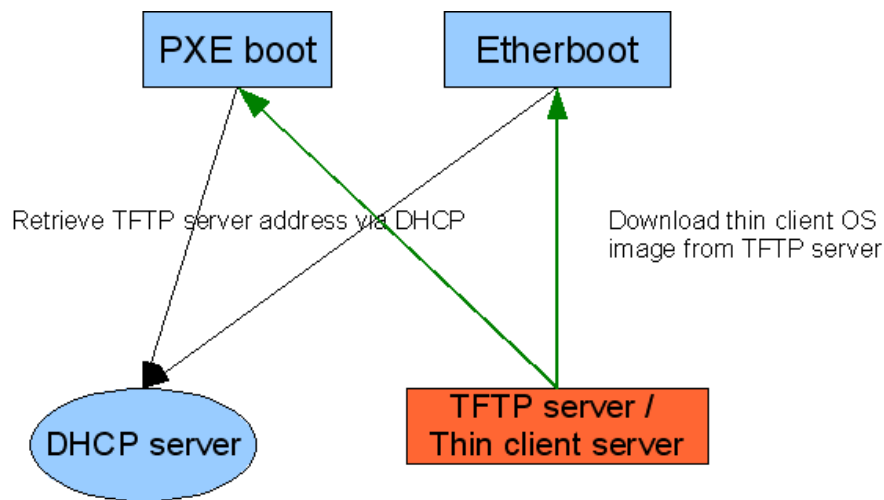 PXE boot
Etherboot
Retrieve TFTP server address via DHCP
Download thin client OS
image from TFTP server
DHCP server
TFTP server /
Thin client server